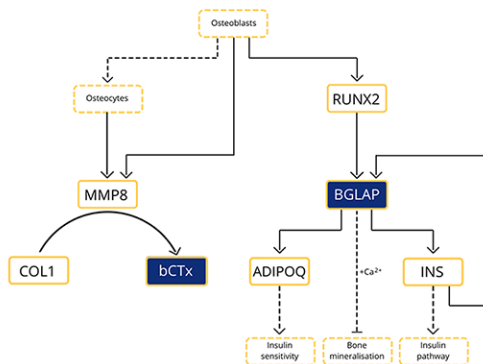 Osteoblasts
Osteocytes
RUNX2
MMP8
BGLAP
COL1
bCTx
ADIPOQ
+Ca²⁺
INS
Insulin
sensitivity
Bone
mineralisation
Insulin
pathway